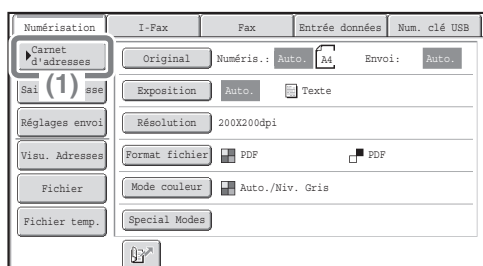 Numérisation I-Fax Fax Entrée données Num. clé USB
Carnet d'adresses
Original Numéris.: Auto. A4 Envoi: Auto.
(1)
Sai sse
Exposition Auto. Texte
Réglages envoi
Résolution 200X200dpi
Visu. Adresses
Format fichier PDF PDF
Fichier
Mode couleur Auto./Niv. Gris
Fichier temp.
Special Modes